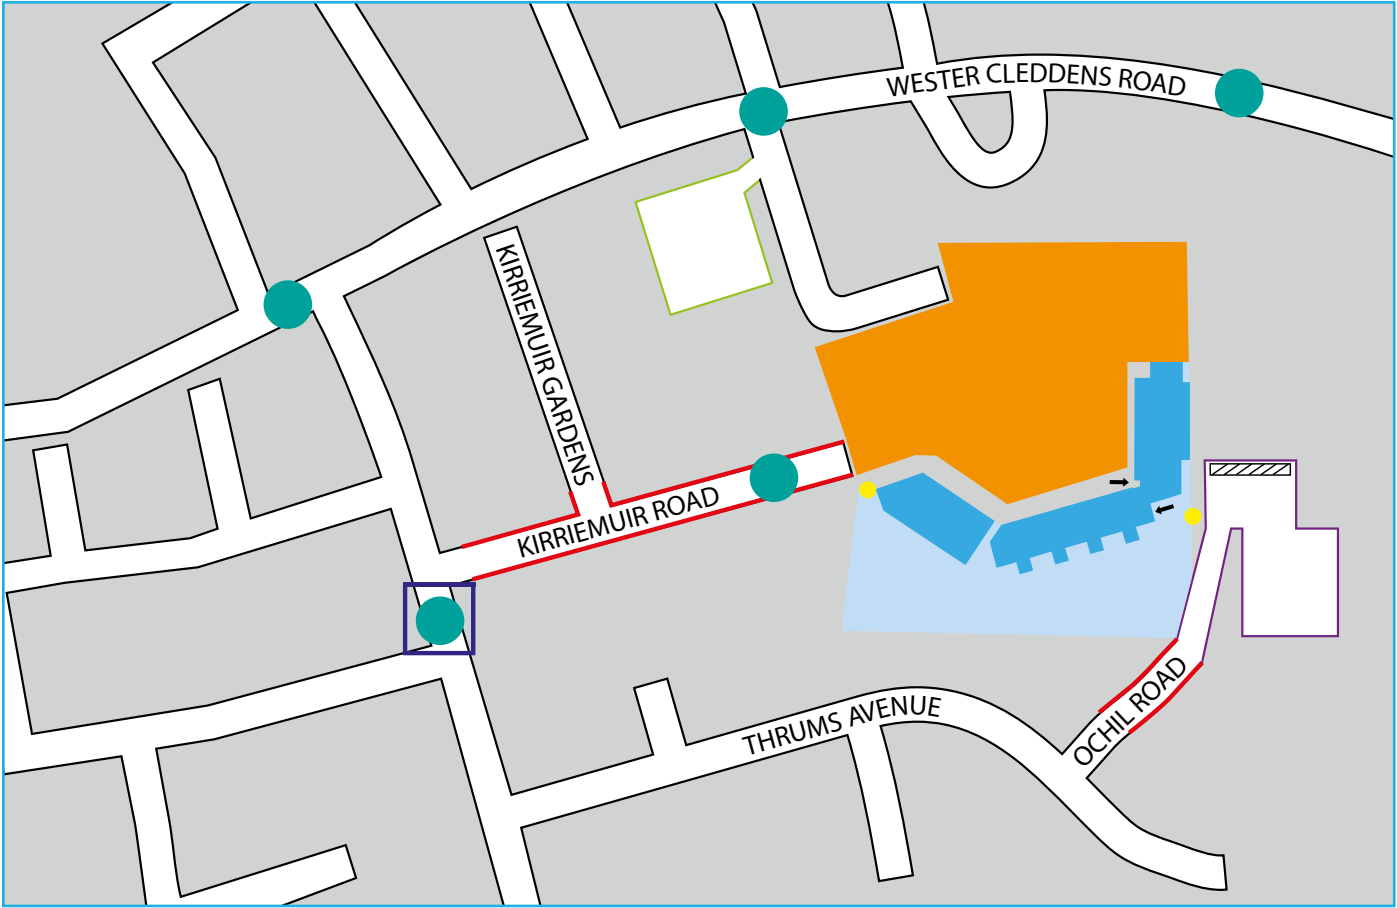 WESTER CLEDDENS ROAD
KIRRIEMUIR GARDENS
KIRRIEMUIR ROAD
THRUMS AVENUE
OCHIL ROAD